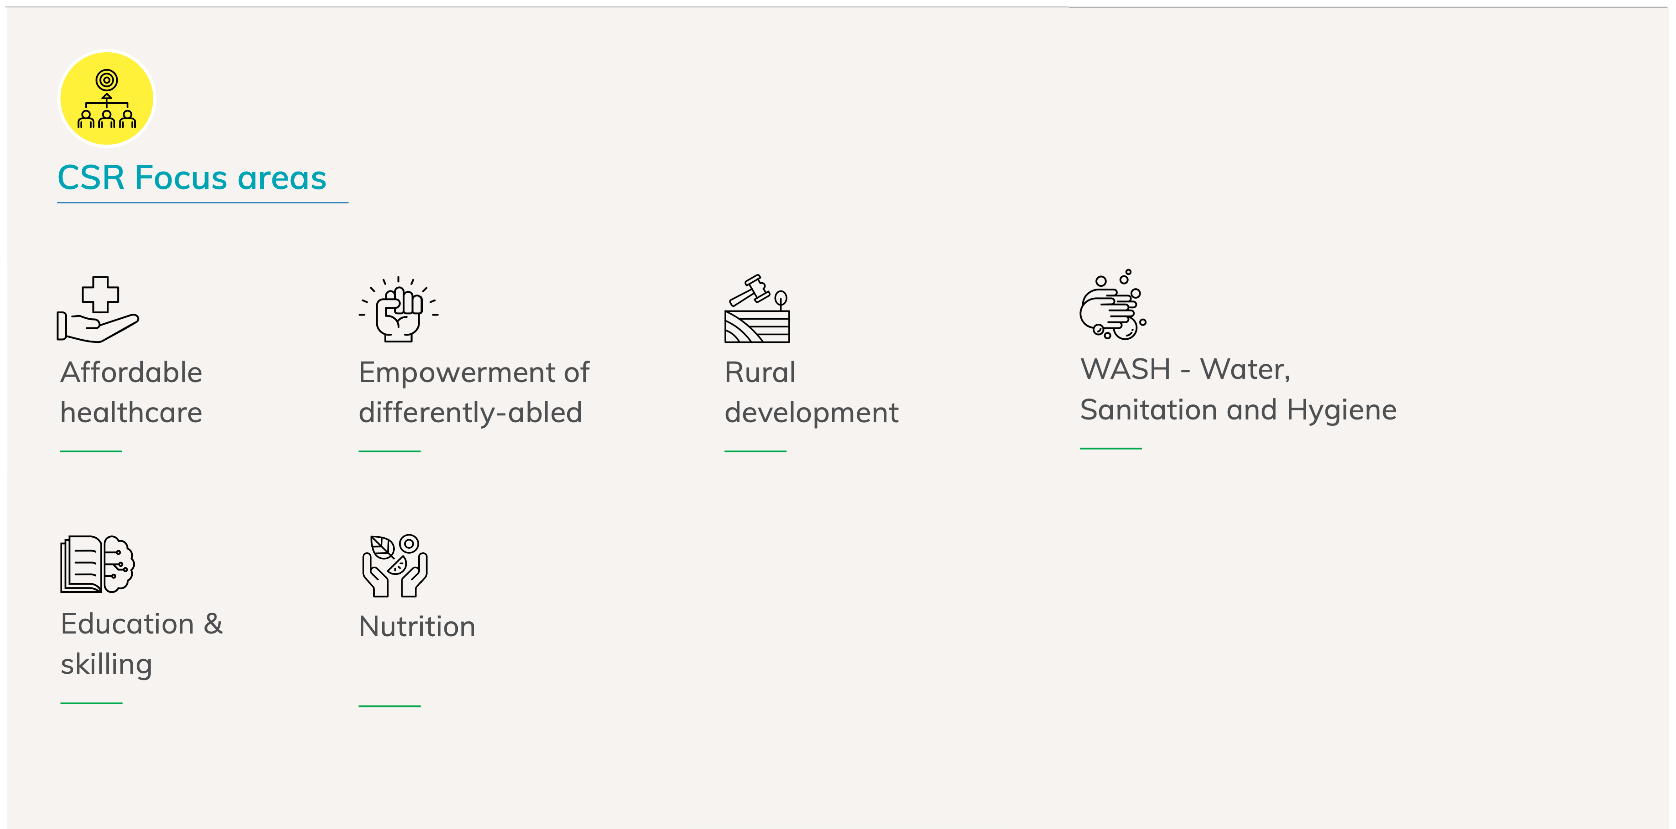 CSR Focus areas
Affordable
healthcare
Empowerment of
differently-abled
Rural
development
WASH - Water,
Sanitation and Hygiene
Education &
skilling
Nutrition